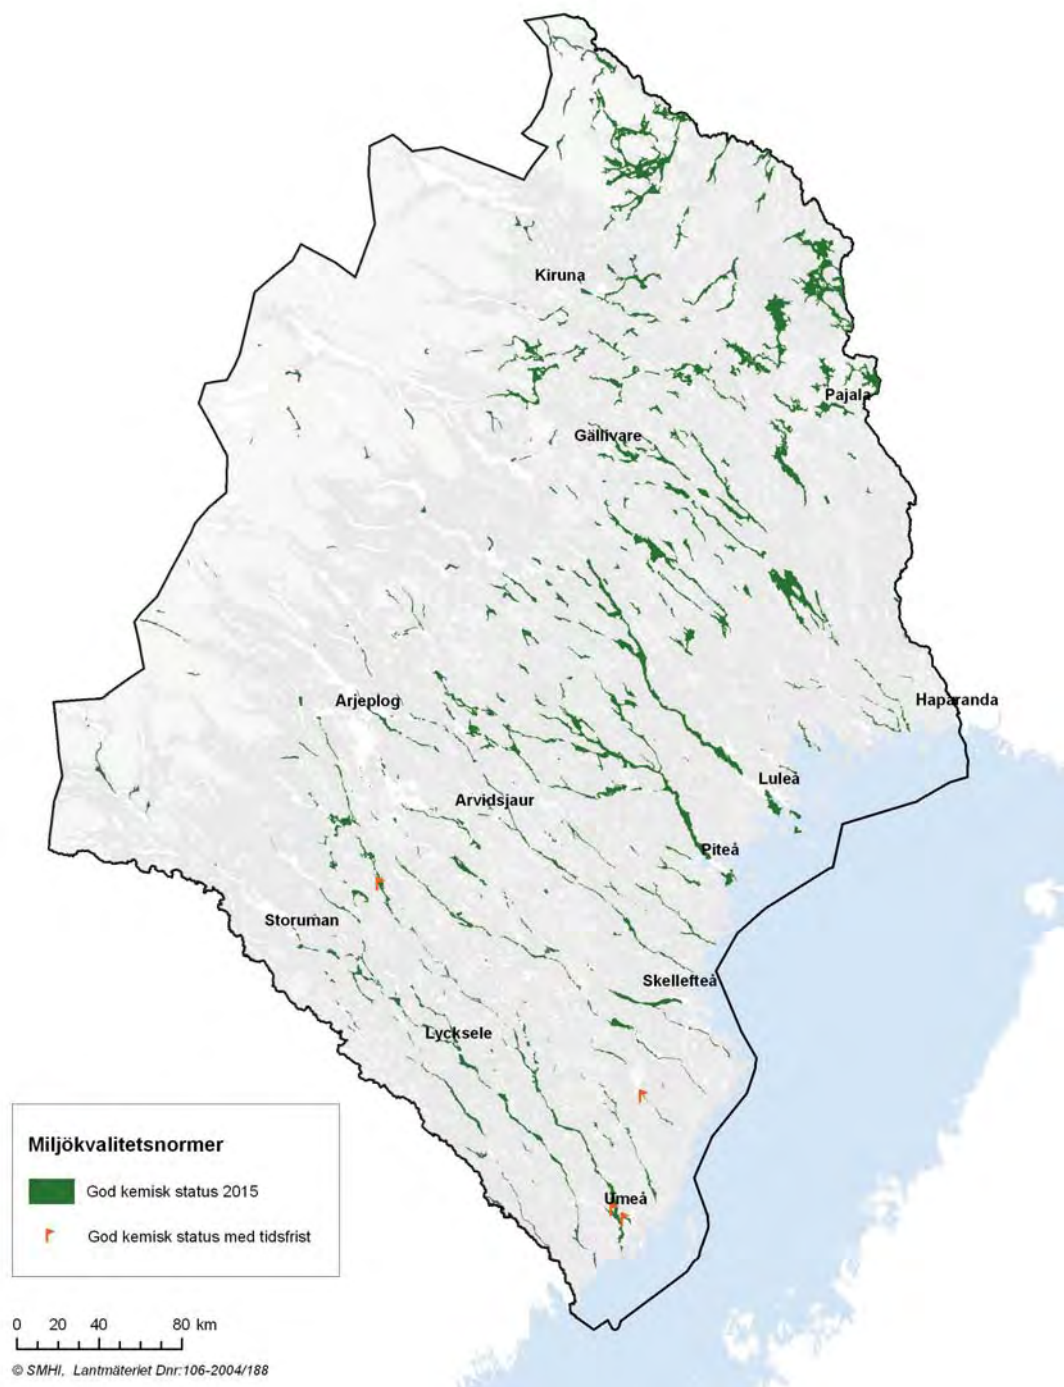 Kiruna
Pajala
Gällivare
Haparanda
Arjeplog
Luleå
Arvidsjaur
Piteå
Storuman
Skellefteå
Lycksele
Umeå
Miljökvalitetsnormer
God kemisk status 2015
God kemisk status med tidsfrist
0 20 40 80 km
© SMHI, Lantmäteriet Dnr:106-2004/188